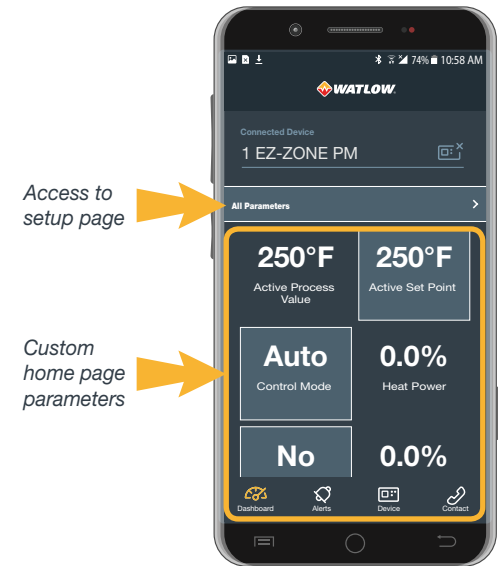 74% 10:58 AM
WATLOW.
Connected Device
1 EZ-ZONE PM
Access to
setup page
All Parameters
250°F
Active Process
Value
250°F
Active Set Point
Custom
home page
parameters
Auto
Control Mode
0.0%
Heat Power
No
0.0%
Dashboard
Alerts
Device
Contact